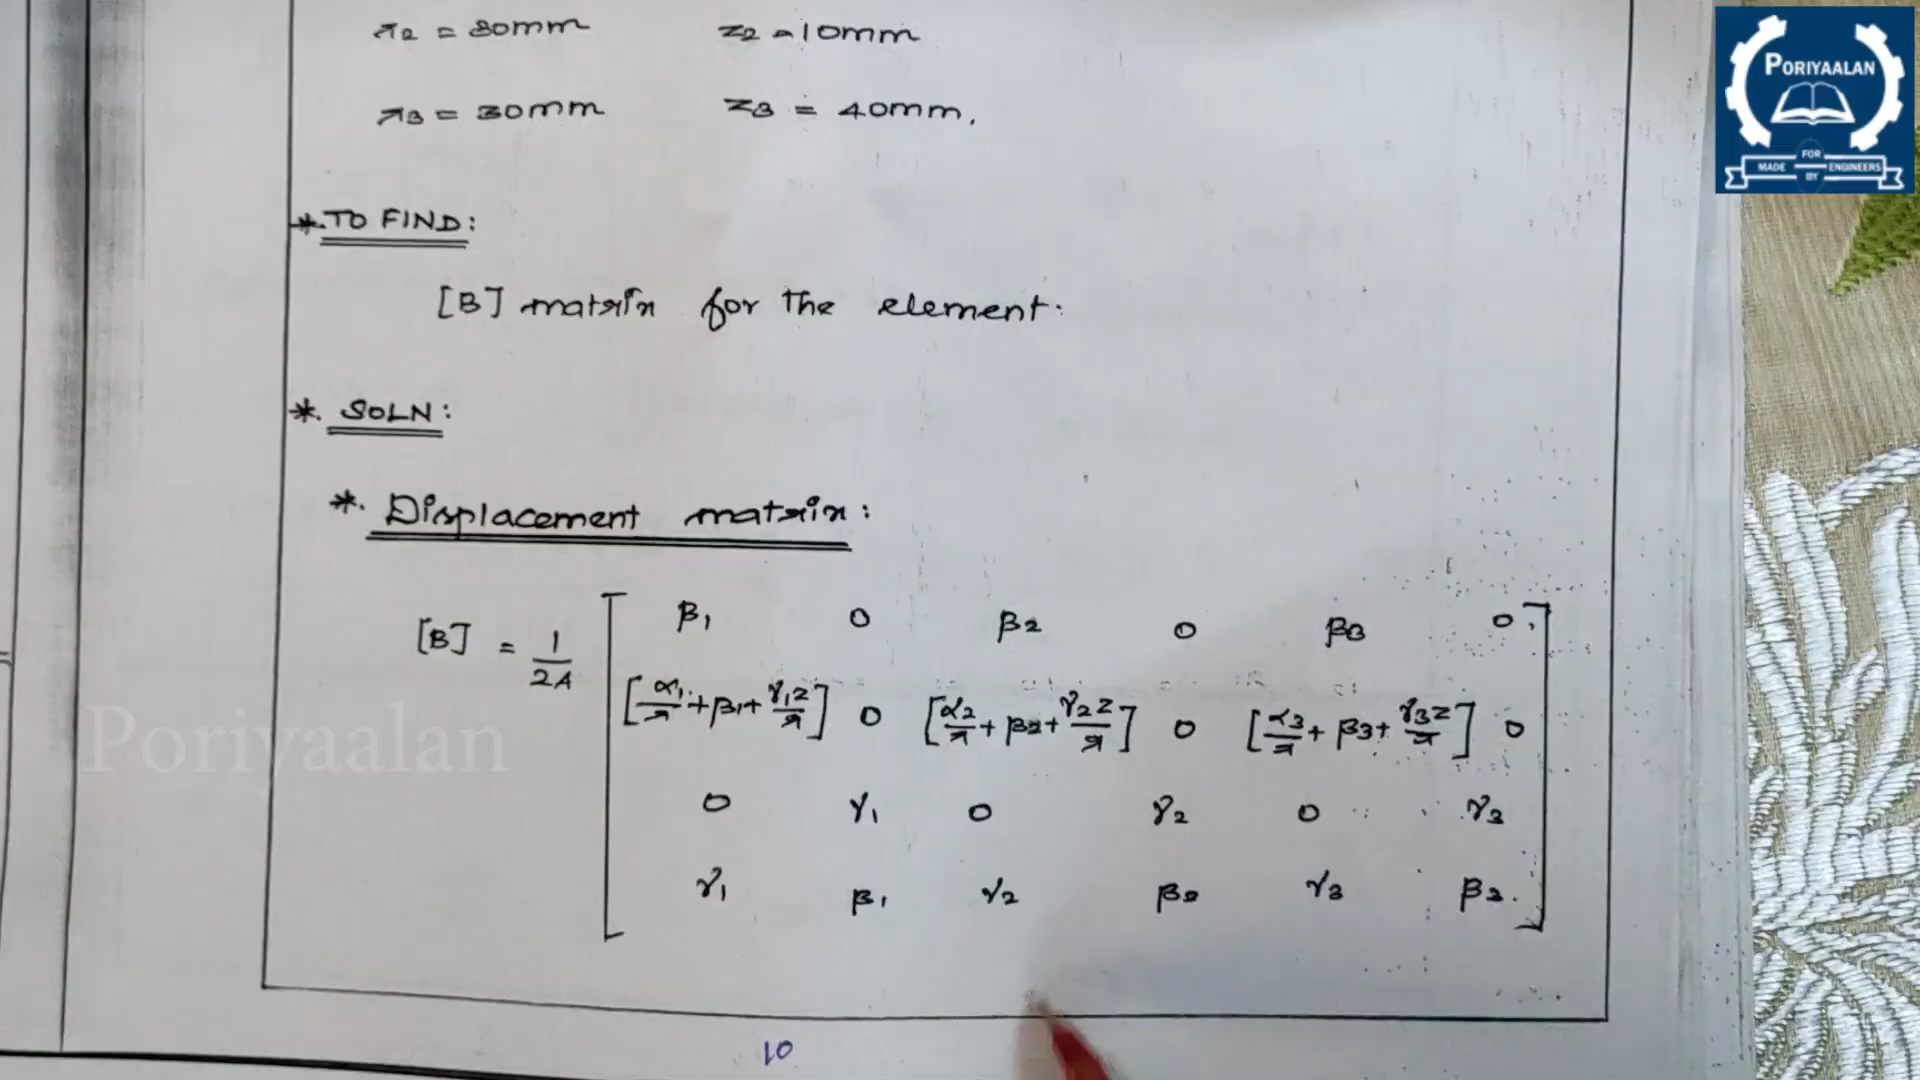 r2 = 30mm z2 = 10mm
r3 = 30mm z3 = 40mm.
PORIYAALAN
MADE FOR BY ENGINEERS
*. TO FIND:
[B] matrix for the element.
*. SOLN:
*. Displacement matrix:
[B] = 1/2A [ β1 0 β2 0 β3 0
[α1/r + β1 + γ1z/r] 0 [α2/r + β2 + γ2z/r] 0 [α3/r + β3 + γ3z/r] 0
0 γ1 0 γ2 0 γ3
γ1 β1 γ2 β2 γ3 β3 ]
Poriyaalan
10